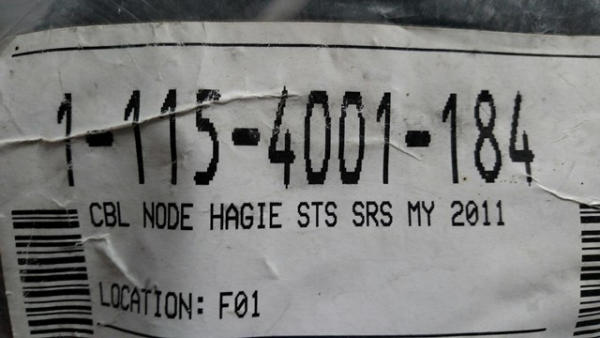 1-115-4001-184
CBL NODE HAGIE STS SRS MY 2011
LOCATION: F01